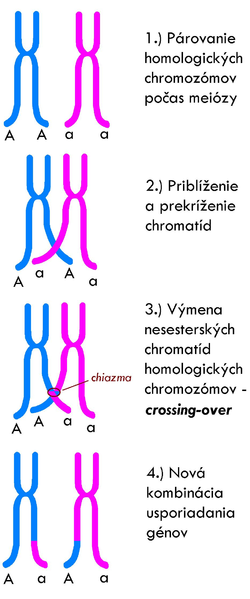 1.) Párovanie
homologických
chromozómov
počas meiózy
A A a a
2.) Priblíženie
a prekríženie
chromatíd
A a A a
3.) Výmena
nesesterských
chromatíd
homologických
chromozómov -
crossing-over
chiazma
A A a a
4.) Nová
kombinácia
usporiadania
génov
A a A a